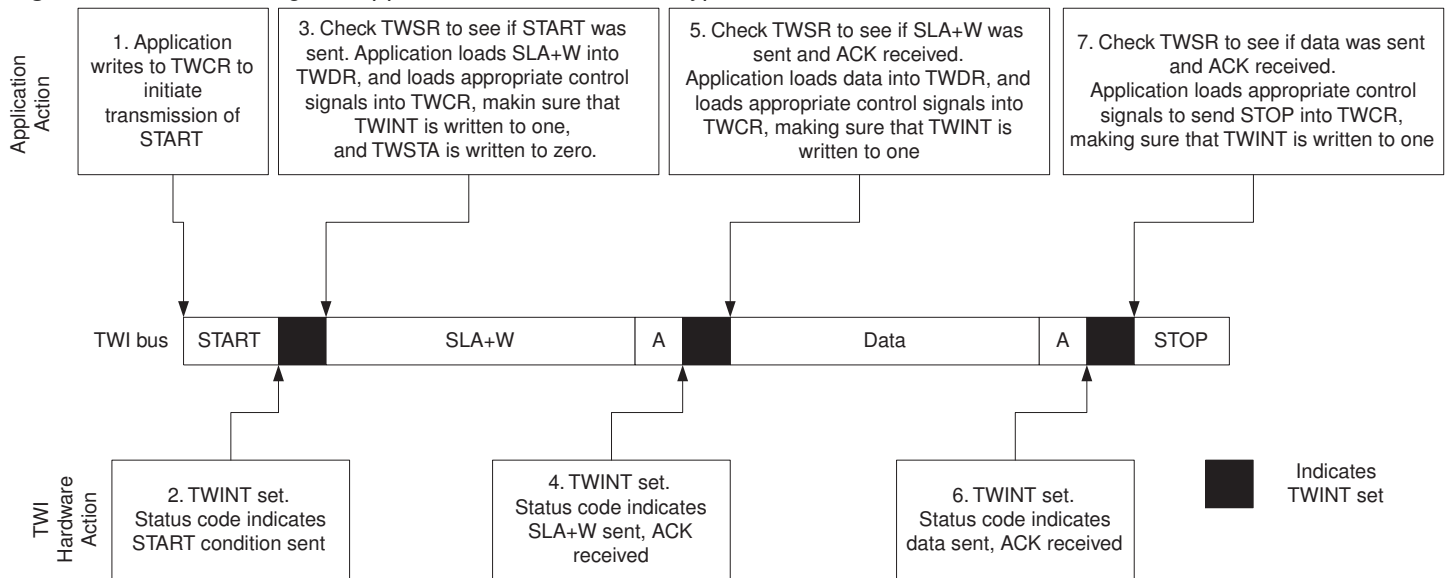 Application
Action
1. Application
writes to TWCR to
initiate
transmission of
START
3. Check TWSR to see if START was
sent. Application loads SLA+W into
TWDR, and loads appropriate control
signals into TWCR, makin sure that
TWINT is written to one,
and TWSTA is written to zero.
5. Check TWSR to see if SLA+W was
sent and ACK received.
Application loads data into TWDR, and
loads appropriate control signals into
TWCR, making sure that TWINT is
written to one
7. Check TWSR to see if data was sent
and ACK received.
Application loads appropriate control
signals to send STOP into TWCR,
making sure that TWINT is written to one
TWI bus
START
SLA+W
A
Data
A
STOP
TWI
Hardware
Action
2. TWINT set.
Status code indicates
START condition sent
4. TWINT set.
Status code indicates
SLA+W sent, ACK
received
6. TWINT set.
Status code indicates
data sent, ACK received
Indicates
TWINT set